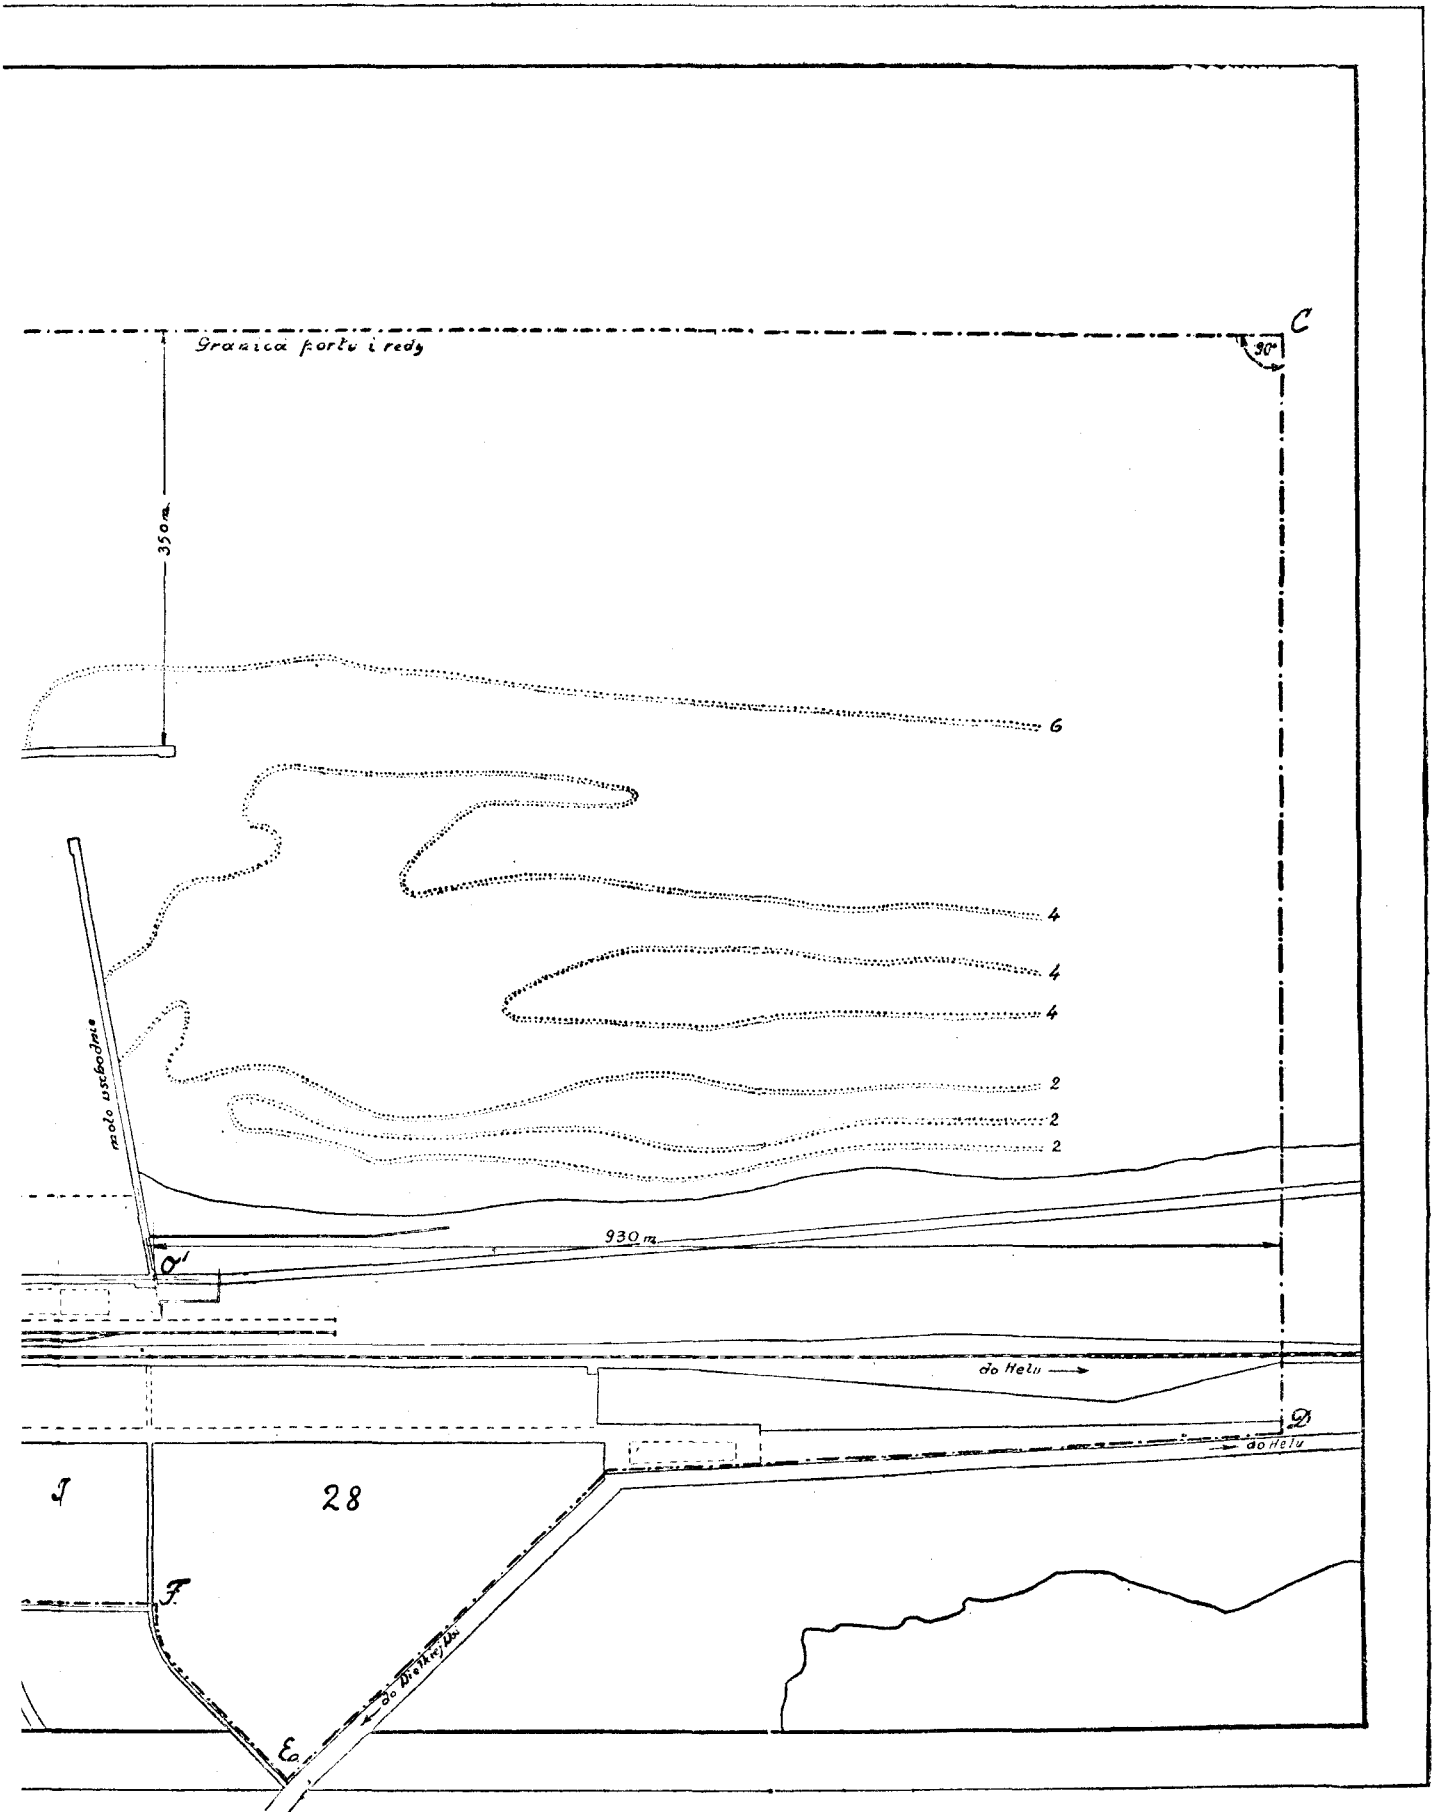 C
90°
Granica portu i redy
350 m
6
4
4
4
2
2
2
molo wschodnie
930 m
O'
do Helu
D
do Helu
J
28
F
do Wielkiej Wsi
E